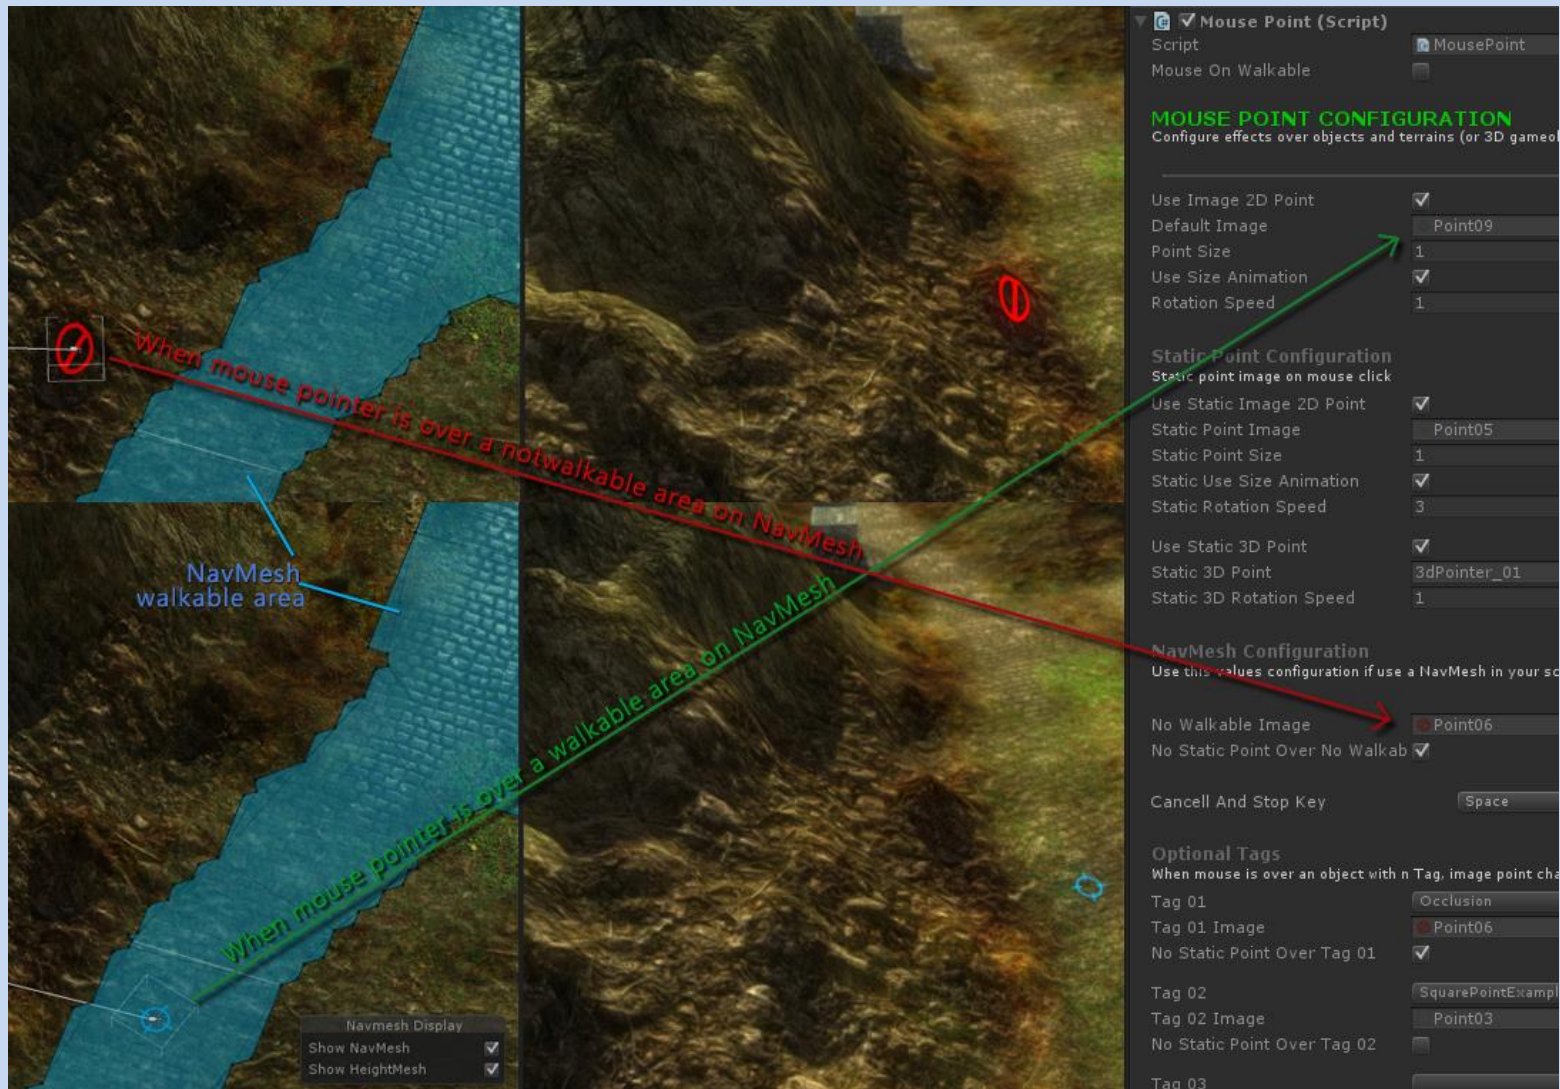 When mouse pointer is over a notwalkable area on NavMesh
NavMesh
walkable area
When mouse pointer is over a walkable area on NavMesh
Navmesh Display
Show NavMesh
Show HeightMesh
Mouse Point (Script)
Script MousePoint
Mouse On Walkable
MOUSE POINT CONFIGURATION
Configure effects over objects and terrains (or 3D
Use Image 2D Point
Default Image Point09
Point Size 1
Use Size Animation
Rotation Speed 1
Static Point Configuration
Static point image on mouse click
Use Static Image 2D Point
Static Point Image Point05
Static Point Size 1
Static Use Size Animation
Static Rotation Speed 3
Use Static 3D Point
Static 3D Point 3dPointer_01
Static 3D Rotation Speed 1
NavMesh Configuration
Use this values configuration if use a NavMesh in your
No Walkable Image Point06
No Static Point Over No Walkab
Cancell And Stop Key Space
Optional Tags
When mouse is over an object with n Tag, image point
Tag 01 Occlusion
Tag 01 Image Point06
No Static Point Over Tag 01
Tag 02 SquarePointExampl
Tag 02 Image Point03
No Static Point Over Tag 02
Tag 03